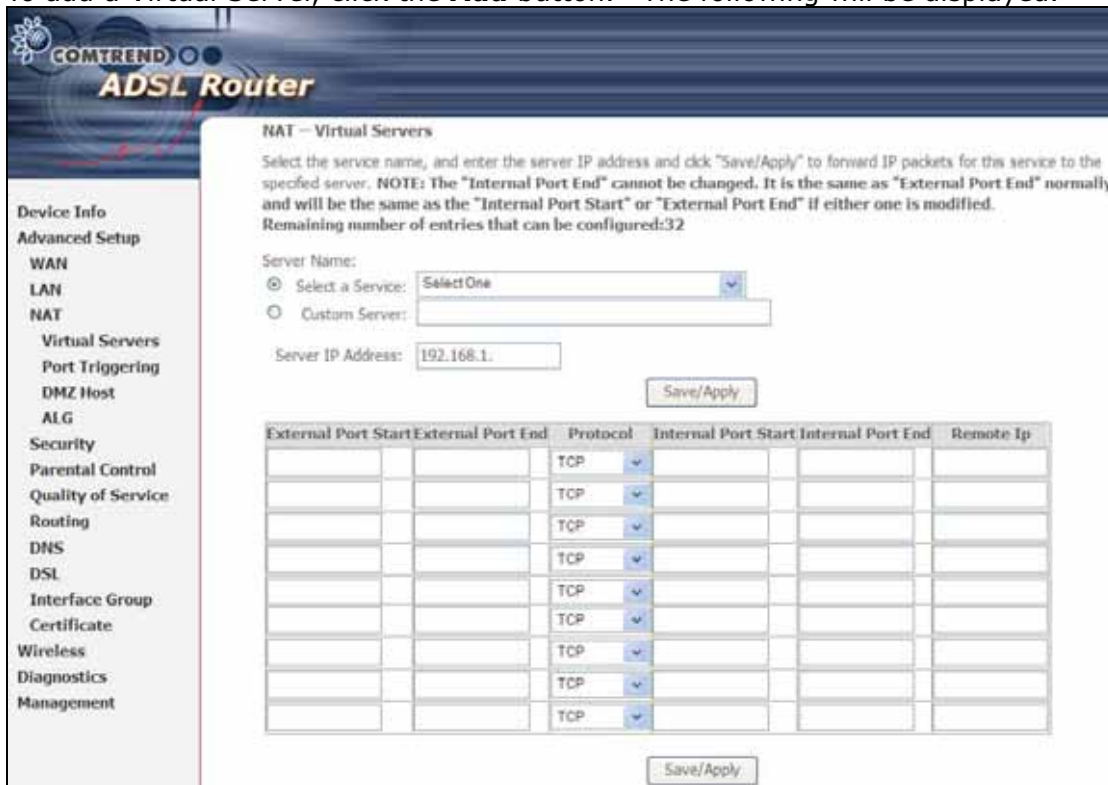 To add a Virtual Server, click the Add button. The following will be displayed.
COMTREND
ADSL Router
NAT -- Virtual Servers
Select the service name, and enter the server IP address and click "Save/Apply" to forward IP packets for this service to the
specified server. NOTE: The "Internal Port End" cannot be changed. It is the same as "External Port End" normally
and will be the same as the "Internal Port Start" or "External Port End" if either one is modified.
Remaining number of entries that can be configured:32
Server Name:
Select a Service: Select One
Custom Server:
Server IP Address: 192.168.1.
Save/Apply
External Port Start External Port End Protocol Internal Port Start Internal Port End Remote Ip
TCP
TCP
TCP
TCP
TCP
TCP
TCP
TCP
TCP
Save/Apply
Device Info
Advanced Setup
WAN
LAN
NAT
Virtual Servers
Port Triggering
DMZ Host
ALG
Security
Parental Control
Quality of Service
Routing
DNS
DSL
Interface Group
Certificate
Wireless
Diagnostics
Management